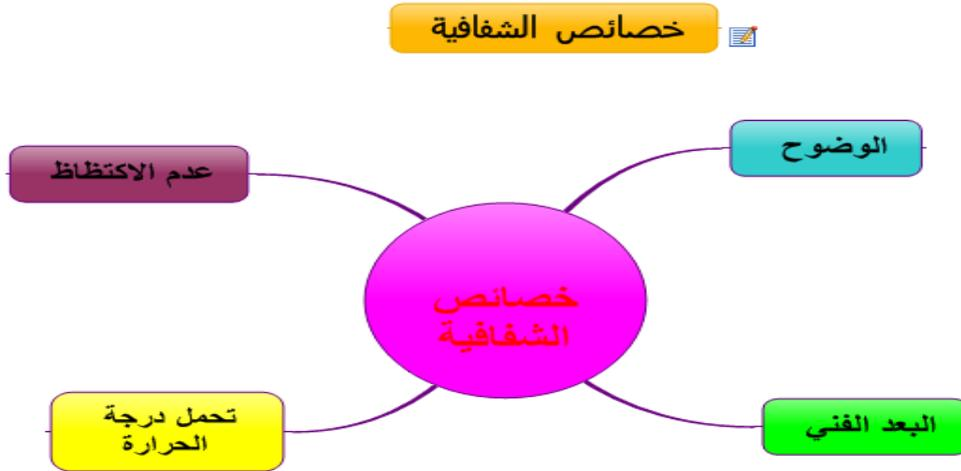 خصائص الشفافية
الوضوح
عدم الاكتظاظ
خصائص
الشفافية
تحمل درجة
الحرارة
البعد الفني